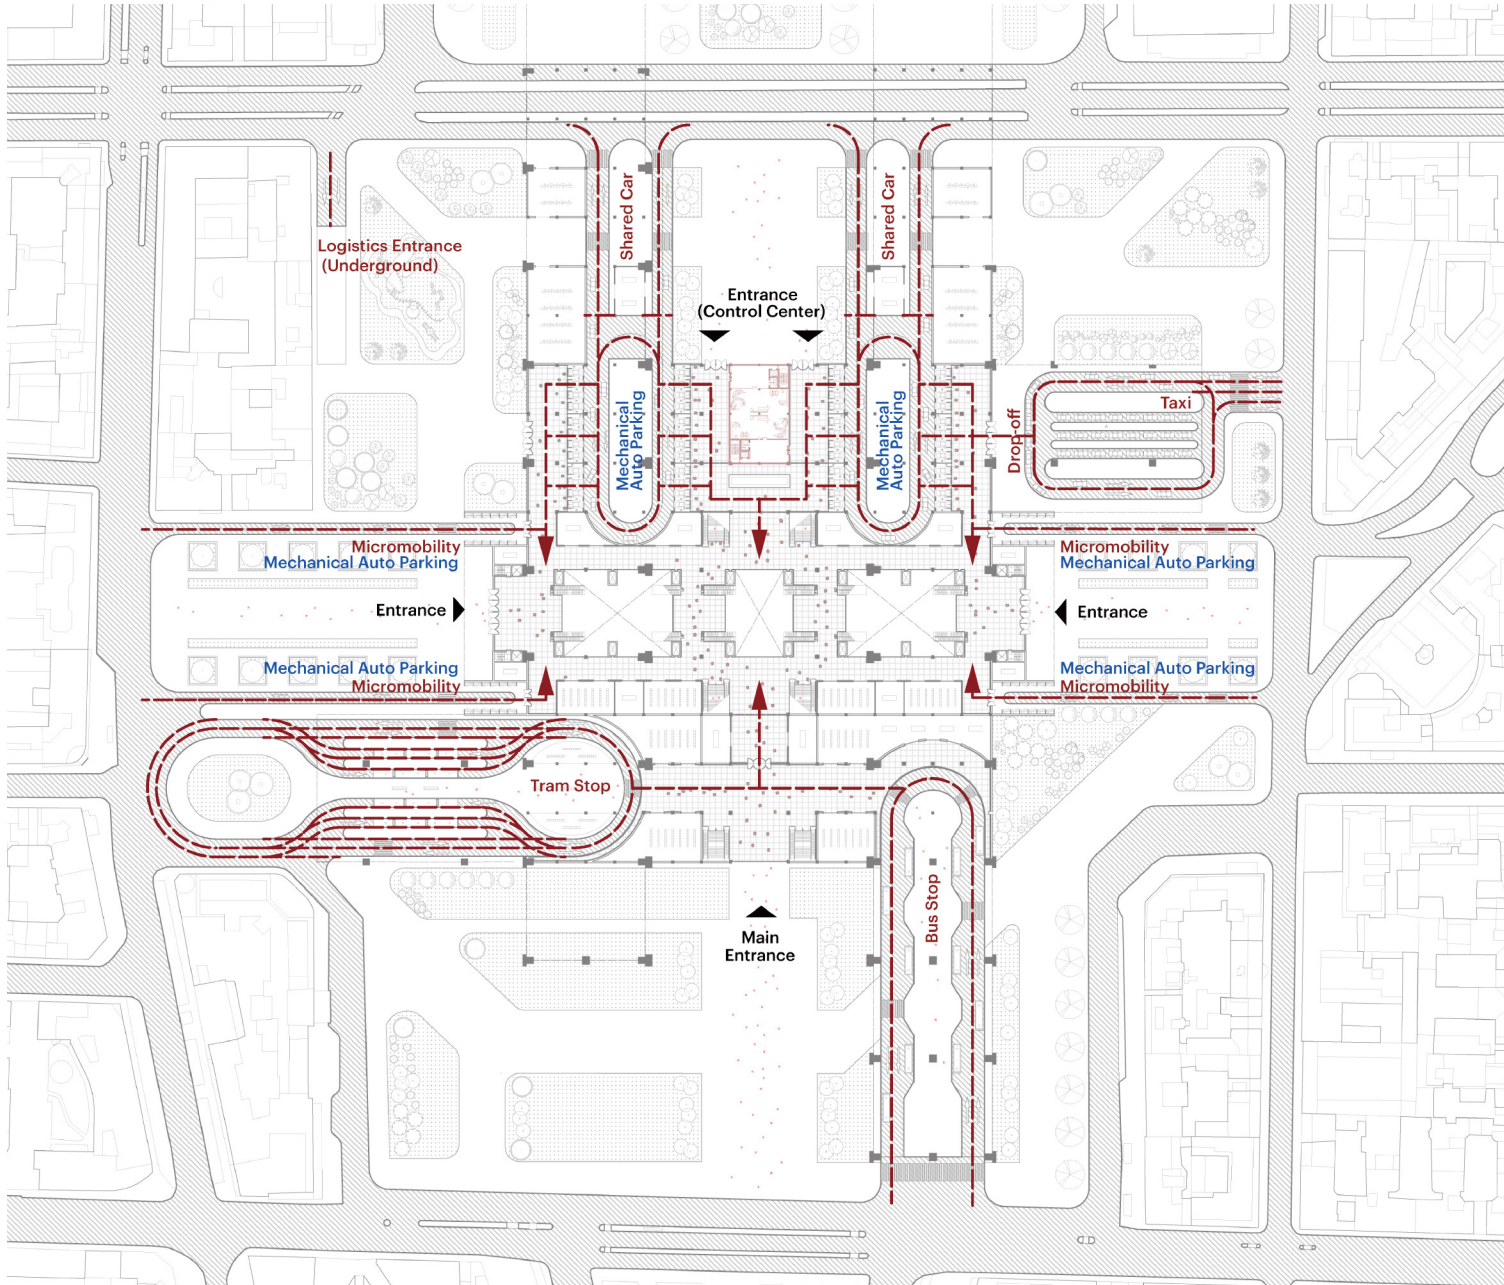 Shared Car
Shared Car
Logistics Entrance
(Underground)
Entrance
(Control Center)
Mechanical
Auto Parking
Mechanical
Auto Parking
Taxi
Drop-off
Micromobility
Mechanical Auto Parking
Micromobility
Mechanical Auto Parking
Entrance
Entrance
Mechanical Auto Parking
Micromobility
Mechanical Auto Parking
Micromobility
Tram Stop
Bus Stop
Main
Entrance